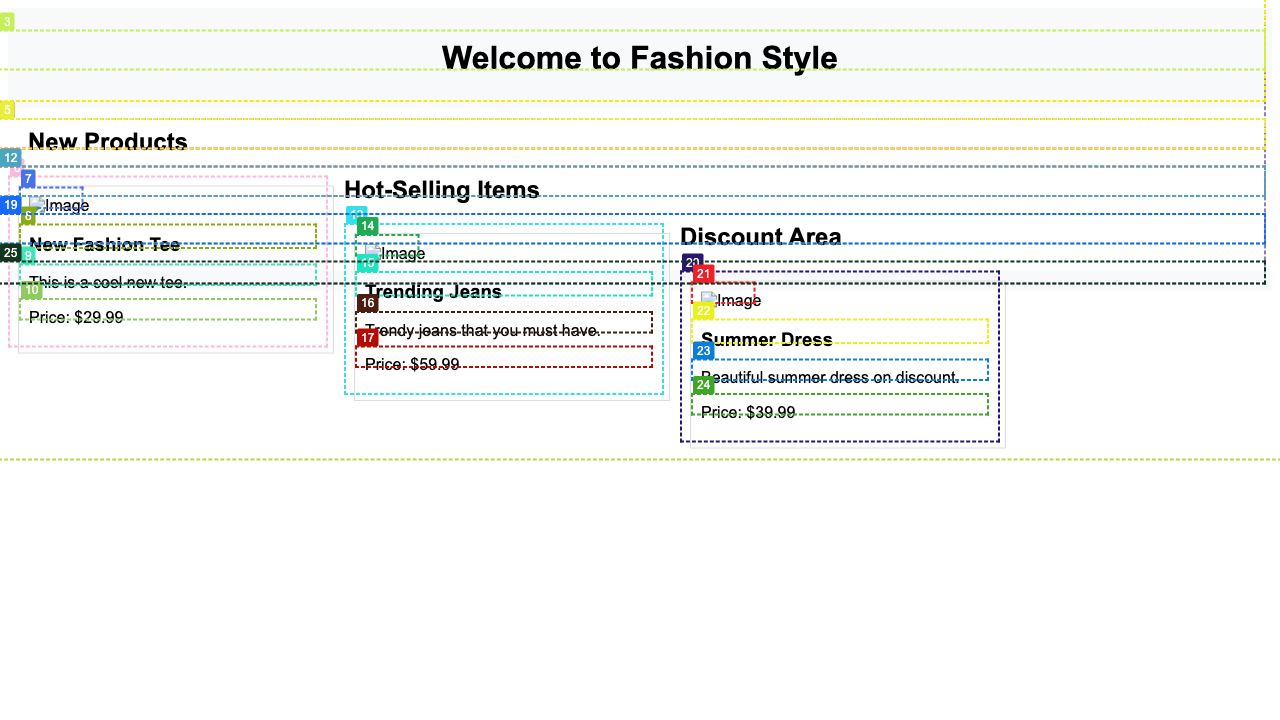 3
Welcome to Fashion Style
5
New Products
12
7
Hot-Selling Items
19
Image
8
14
Discount Area
New Fashion Tee
25
9
Image
20
This is a cool new tee.
21
10
Trending Jeans
Image
16
22
Price: $29.99
Trendy jeans that you must have.
17
Summer Dress
23
Price: $59.99
Beautiful summer dress on discount.
24
Price: $39.99